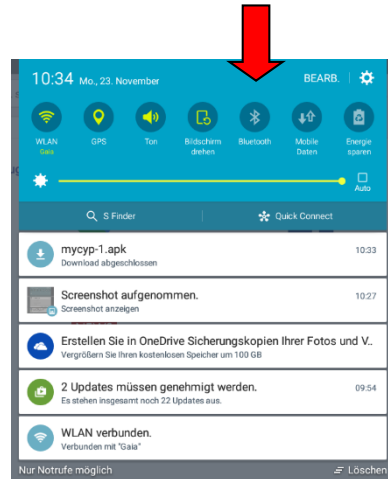 10:34 Mo., 23. November BEARB.
WLAN GPS Ton Bildschirm drehen Bluetooth Mobile Daten Energie sparen
Gaia
Auto
S Finder Quick Connect
mycyp-1.apk 10:33
Download abgeschlossen
Screenshot aufgenommen. 10:27
Screenshot anzeigen
Erstellen Sie in OneDrive Sicherungskopien Ihrer Fotos und V..
Vergrößern Sie Ihren kostenlosen Speicher um 100 GB
2 Updates müssen genehmigt werden. 09:54
Es stehen insgesamt noch 22 Updates aus.
WLAN verbunden.
Verbunden mit "Gaia"
Nur Notrufe möglich Löschen